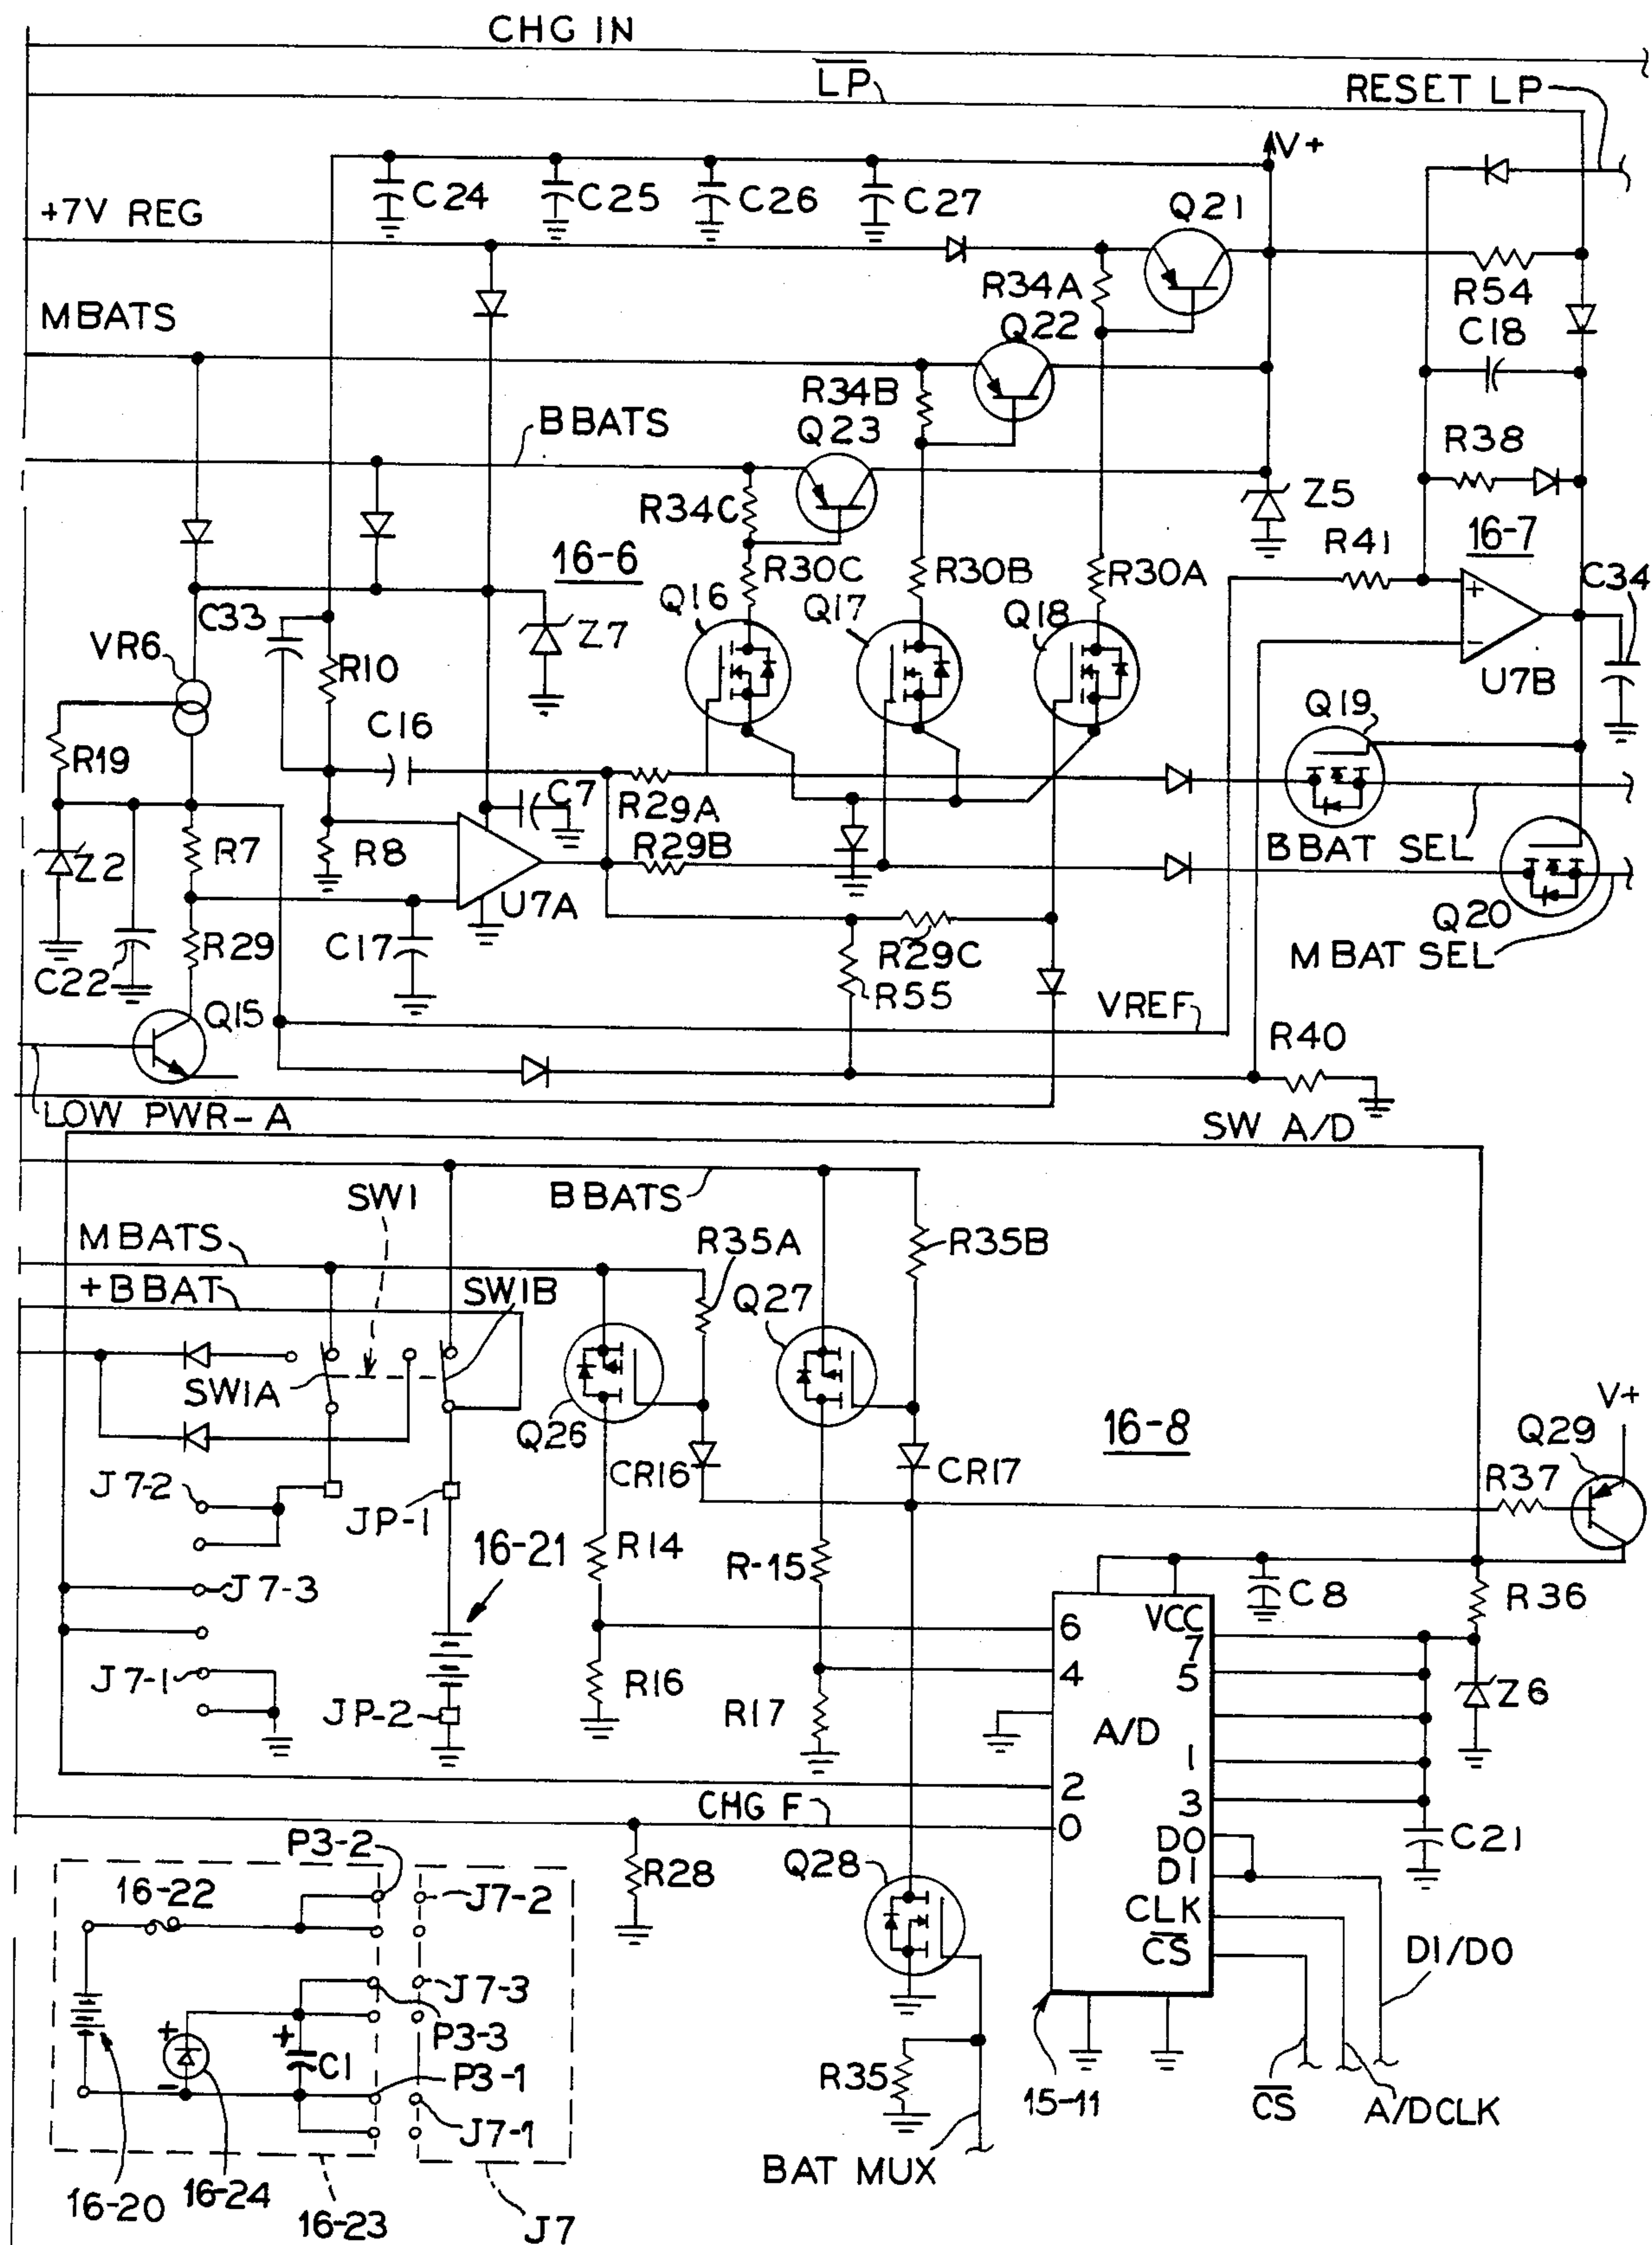 CHG IN
LP
RESET LP
V+
C24
C25
C26
C27
Q21
+7V REG
R34A
R54
MBATS
Q22
C18
R34B
BBATS
Q23
R38
R34C
Z5
16-6
R41
16-7
C33
Q16
R30C
Q17
R30B
Q18
R30A
C34
VR6
Z7
+
-
R10
U7B
Q19
C16
R19
C7
R29A
BBAT SEL
Z2
R7
R8
R29B
U7A
Q20
R29
C17
R29C
MBAT SEL
C22
R55
Q15
VREF
R40
LOW PWR-A
SW A/D
SW1
BBATS
MBATS
R35A
R35B
+BBAT
SW1B
Q27
SW1A
Q26
16-8
V+
Q29
CR16
CR17
R37
J7-2
JP-1
16-21
R14
R-15
C8
R36
J7-3
VCC
6
7
4
5
J7-1
R16
Z6
JP-2
R17
A/D
1
2
3
CHG F
0
DO
C21
P3-2
DI
R28
Q28
16-22
J7-2
CLK
CS
DI/DO
J7-3
+
+
P3-3
C1
-
P3-1
R35
15-11
CS
A/DCLK
J7-1
BAT MUX
16-20
16-24
16-23
J7